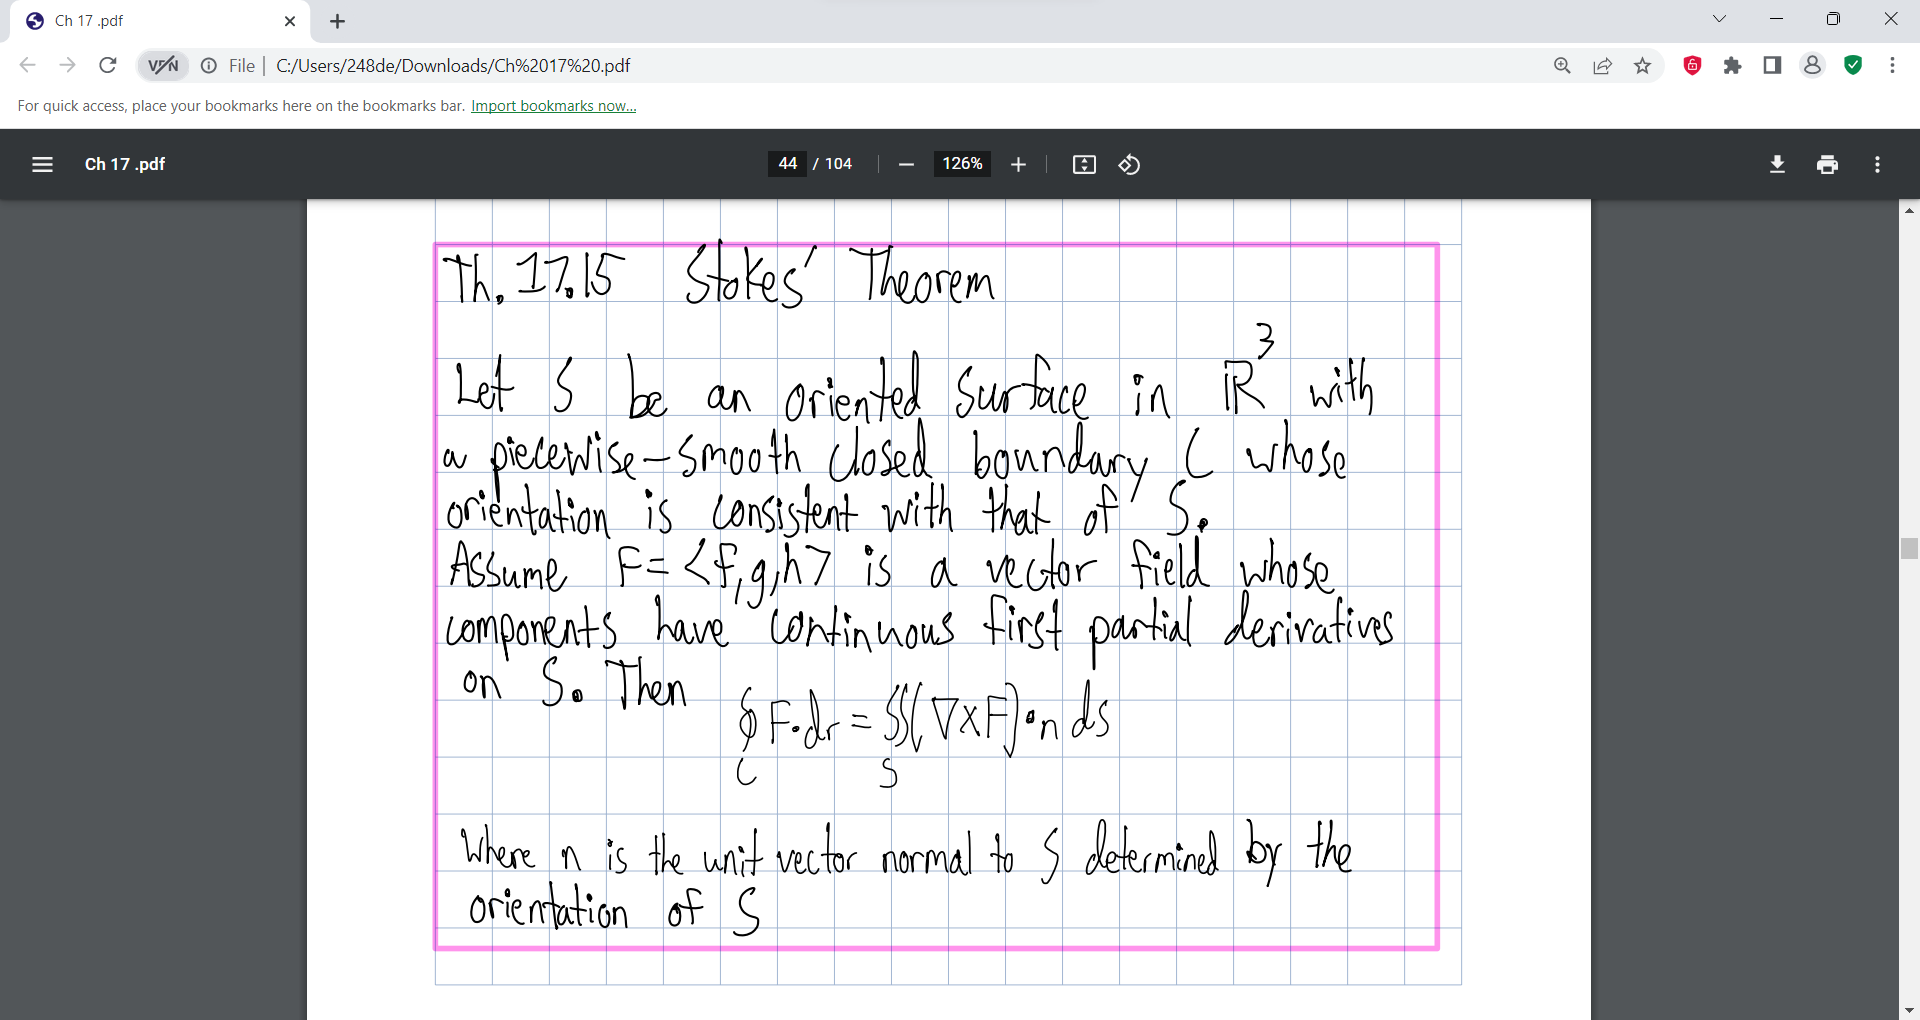 Ch 17 .pdf
VPN File C:/Users/248de/Downloads/Ch%2017%20.pdf
For quick access, place your bookmarks here on the bookmarks bar. Import bookmarks now...
Ch 17 .pdf 44 / 104 126%
Th. 17.15 Stokes' Theorem
Let S be an oriented surface in ℝ³ with
a piecewise-smooth closed boundary C whose
orientation is consistent with that of S.
Assume F = <f,g,h> is a vector field whose
components have continuous first partial derivatives
on S. Then
∮_C F•dr = ∬_S (∇×F)•n ds
Where n is the unit vector normal to S determined by the
orientation of S